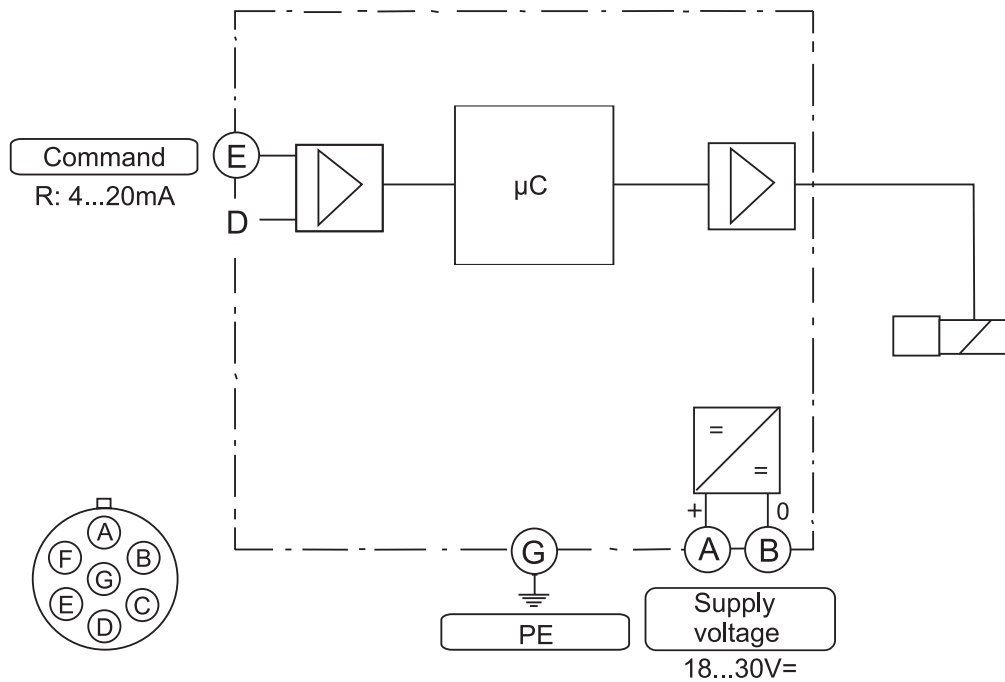 Command
E
R: 4...20mA
D
µC
=
=
+
0
A
B
G
PE
Supply
voltage
18...30V=
A
F
B
G
E
C
D